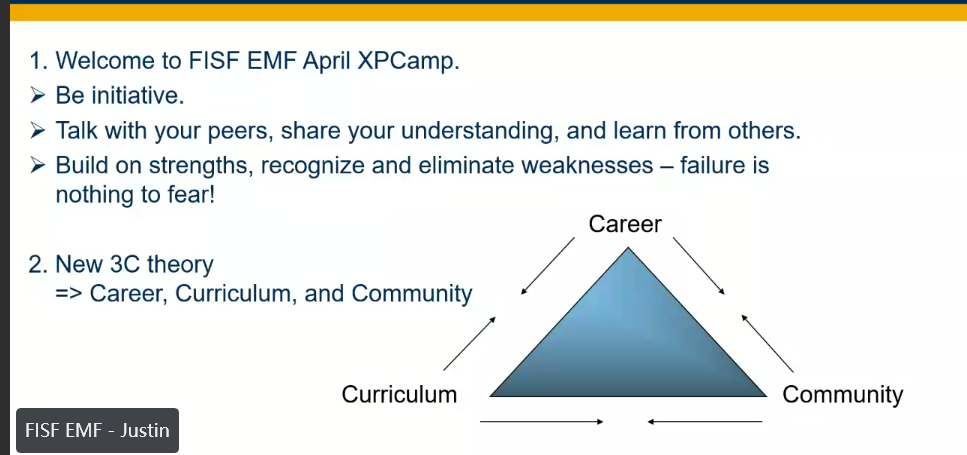 1. Welcome to FISF EMF April XPCamp.
➢ Be initiative.
➢ Talk with your peers, share your understanding, and learn from others.
➢ Build on strengths, recognize and eliminate weaknesses – failure is
nothing to fear!
Career
2. New 3C theory
=> Career, Curriculum, and Community
Curriculum
Community
FISF EMF - Justin